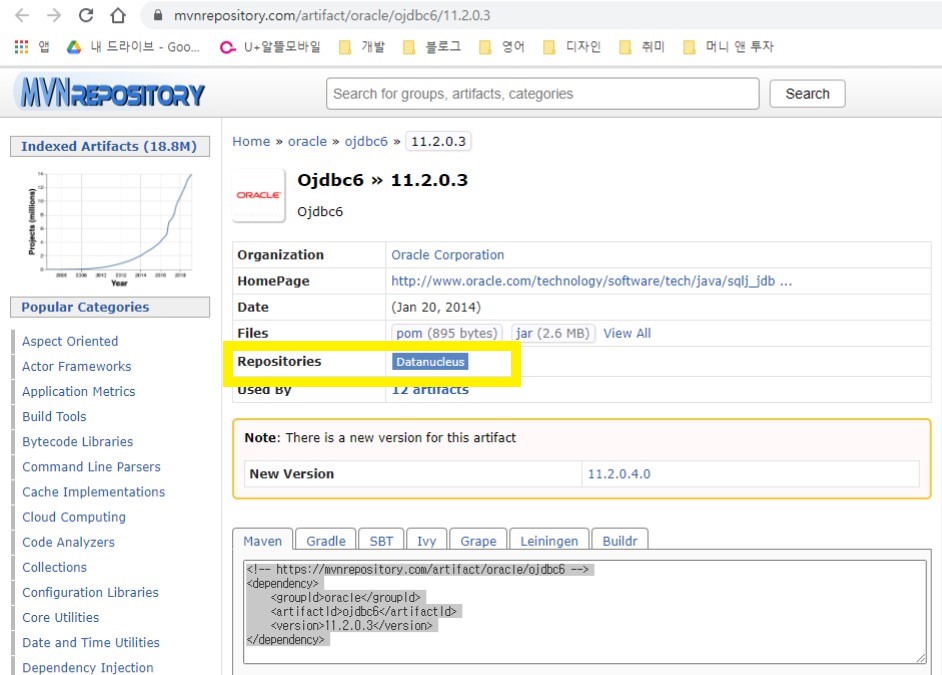 mvnrepository.com/artifact/oracle/ojdbc6/11.2.0.3
앱 내 드라이브 - Goo... U+알뜰모바일 개발 블로그 영어 디자인 취미 머니 앤 투자
MVNREPOSITORY
Search for groups, artifacts, categories
Search
Indexed Artifacts (18.8M)
Projects (millions)
14
12
10
8
6
4
2
0
Year
Popular Categories
Aspect Oriented
Actor Frameworks
Application Metrics
Build Tools
Bytecode Libraries
Command Line Parsers
Cache Implementations
Cloud Computing
Code Analyzers
Collections
Configuration Libraries
Core Utilities
Date and Time Utilities
Dependency Injection
Home » oracle » ojdbc6 » 11.2.0.3
ORACLE
Ojdbc6 » 11.2.0.3
Ojdbc6
Organization Oracle Corporation
HomePage http://www.oracle.com/technology/software/tech/java/sqlj_jdb ...
Date (Jan 20, 2014)
Files pom (895 bytes) jar (2.6 MB) View All
Repositories Datanucleus
Used By 12 artifacts
Note: There is a new version for this artifact
New Version 11.2.0.4.0
Maven Gradle SBT Ivy Grape Leiningen Buildr
<!-- https://mvnrepository.com/artifact/oracle/ojdbc6 -->
<dependency>
<groupId>oracle</groupId>
<artifactId>ojdbc6</artifactId>
<version>11.2.0.3</version>
</dependency>